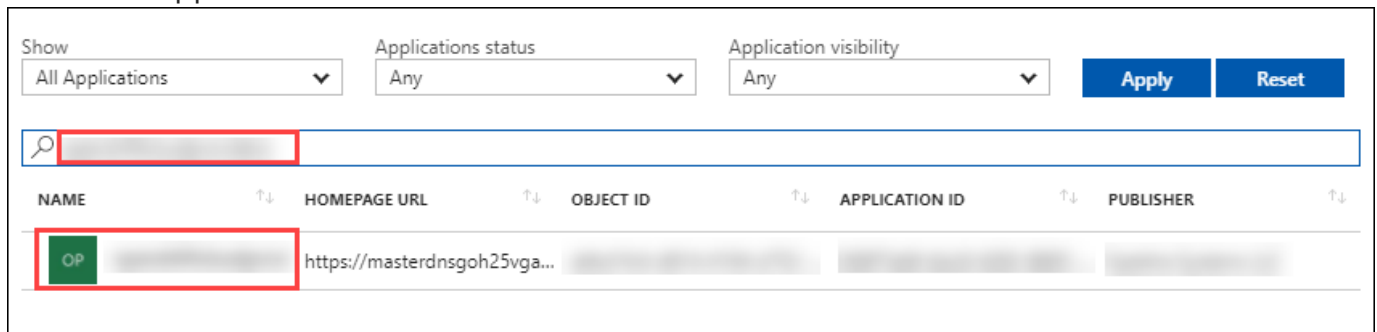 Show Applications status Application visibility
All Applications Any Any Apply Reset
NAME HOMEPAGE URL OBJECT ID APPLICATION ID PUBLISHER
OP https://masterdnsgoh25vga...